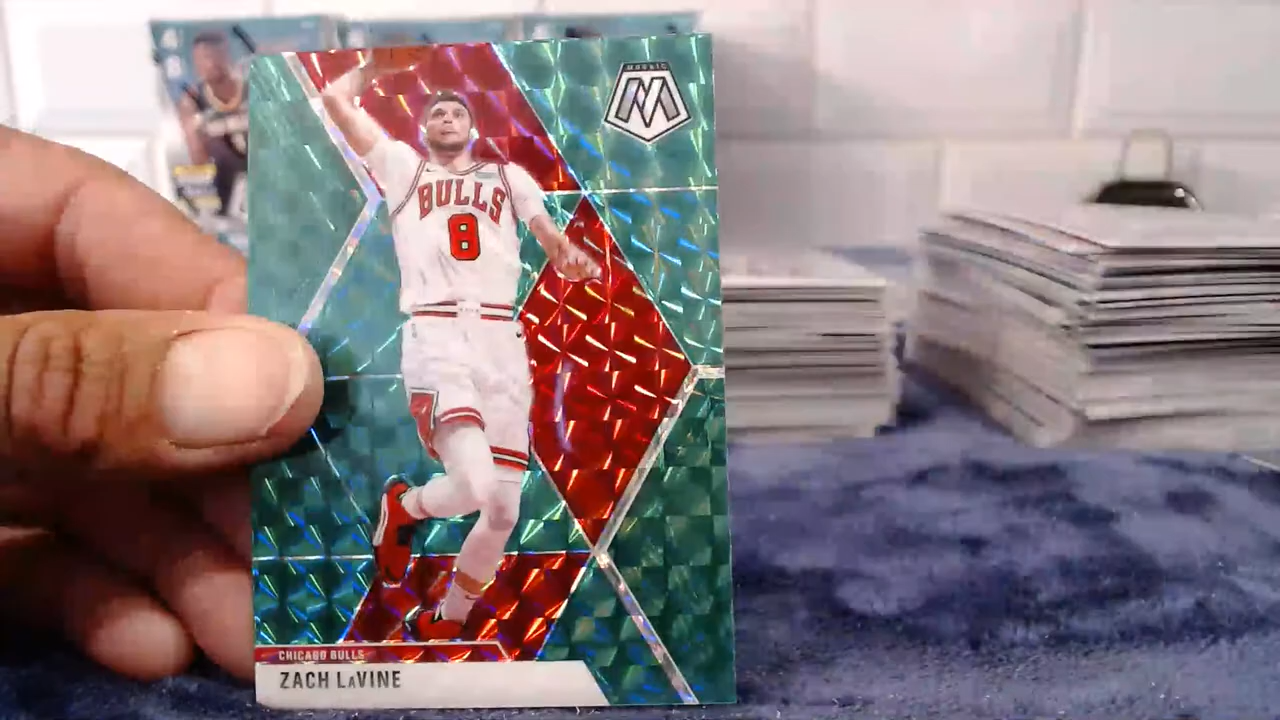 MOSAIC
BULLS
8
CHICAGO BULLS
ZACH LaVINE